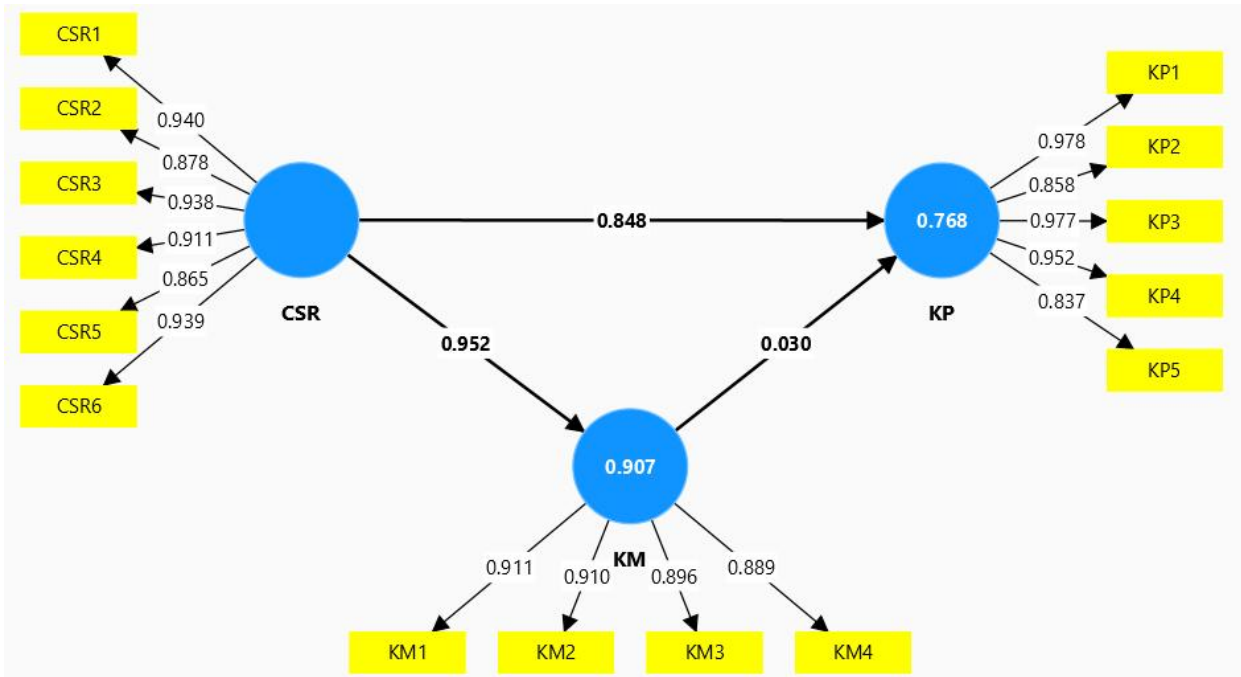 CSR1
CSR2
CSR3
CSR4
CSR5
CSR6
0.940
0.878
0.938
0.911
0.865
0.939
CSR
0.848
0.952
0.030
0.768
KP
0.978
0.858
0.977
0.952
0.837
KP1
KP2
KP3
KP4
KP5
0.907
KM
0.911
0.910
0.896
0.889
KM1
KM2
KM3
KM4